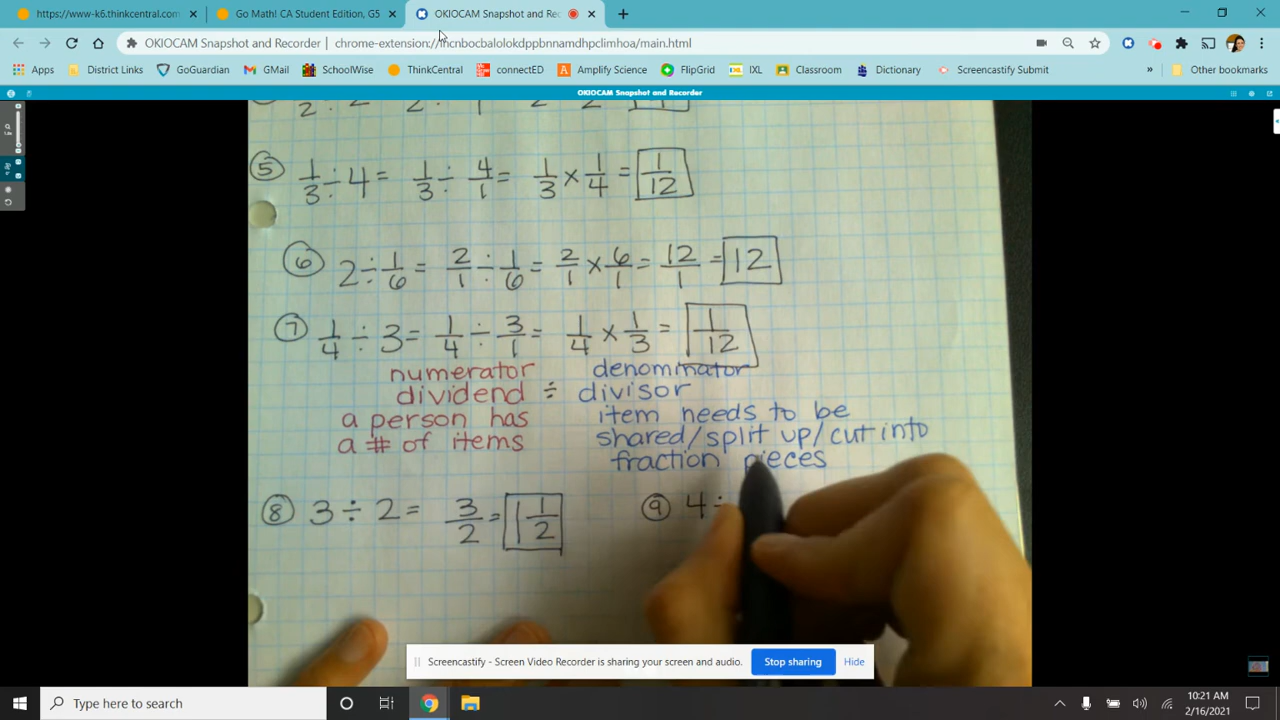 https://www-k6.thinkcentral.com
Go Math! CA Student Edition, G5
OKIOCAM Snapshot and Rec
OKIOCAM Snapshot and Recorder | chrome-extension://lhcnbocbalolokdppbnnamdhpclimhoa/main.html
Apps District Links GoGuardian GMail SchoolWise ThinkCentral connectED Amplify Science FlipGrid IXL Classroom Dictionary Screencastify Submit » Other bookmarks
OKIOCAM Snapshot and Recorder
⑤ 1/3 ÷ 4 = 1/3 ÷ 4/1 = 1/3 × 1/4 = 1/12
⑥ 2 ÷ 1/6 = 2/1 ÷ 1/6 = 2/1 × 6/1 = 12/1 = 12
⑦ 1/4 ÷ 3 = 1/4 ÷ 3/1 = 1/4 × 1/3 = 1/12
numerator denominator
dividend ÷ divisor
a person has item needs to be
a # of items shared/split up/cut into
fraction pieces
⑧ 3 ÷ 2 = 3/2 = 1 1/2 ⑨ 4 ÷
Screencastify - Screen Video Recorder is sharing your screen and audio. Stop sharing Hide
Type here to search
10:21 AM
2/16/2021